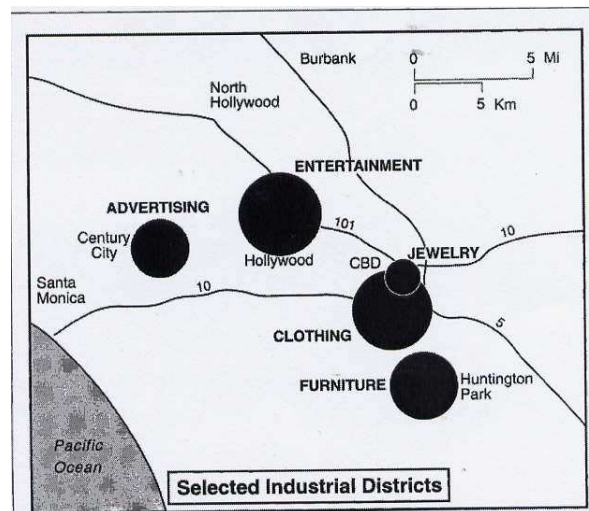 Burbank
0 5 Mi
0 5 Km
North
Hollywood
ENTERTAINMENT
ADVERTISING
Century
City
Hollywood
101
JEWELRY
10
CBD
Santa
Monica
10
CLOTHING
5
FURNITURE
Huntington
Park
Pacific
Ocean
Selected Industrial Districts